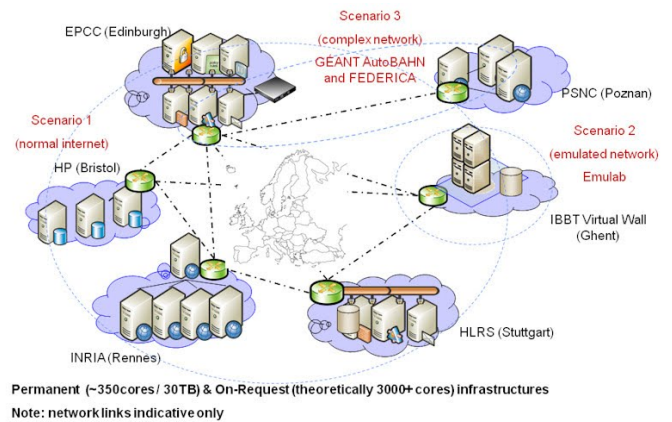 EPCC (Edinburgh)
Scenario 3
(complex network)
GÉANT AutoBAHN
and FEDERICA
PSNC (Poznan)
Scenario 1
(normal internet)
Scenario 2
(emulated network)
Emulab
HP (Bristol)
IBBT Virtual Wall
(Ghent)
INRIA (Rennes)
HLRS (Stuttgart)
Permanent (~350cores / 30TB) & On-Request (theoretically 3000+ cores) infrastructures
Note: network links indicative only